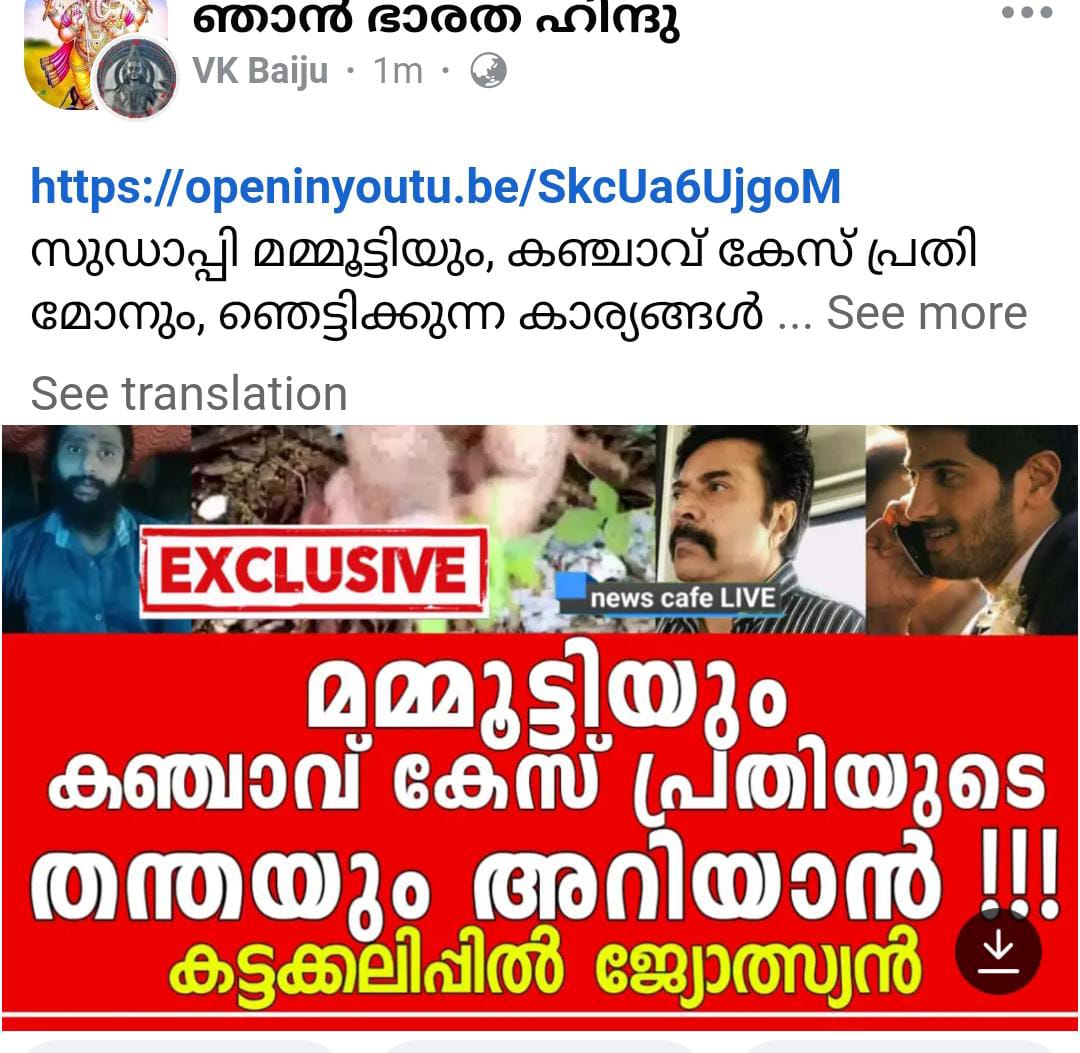 ഞാൻ ഭാരത ഹിന്ദു
VK Baiju · 1m ·
https://openinyoutu.be/SkcUa6UjgoM
സുഡാപ്പി മമ്മൂട്ടിയും, കഞ്ചാവ് കേസ് പ്രതി
മോനും, ഞെട്ടിക്കുന്ന കാര്യങ്ങൾ ... See more
See translation
EXCLUSIVE
news cafe LIVE
മമ്മൂട്ടിയും
കഞ്ചാവ് കേസ് പ്രതിയുടെ
തന്തയും അറിയാൻ !!!
കട്ടക്കലിപ്പിൽ ജ്യോത്സ്യൻ